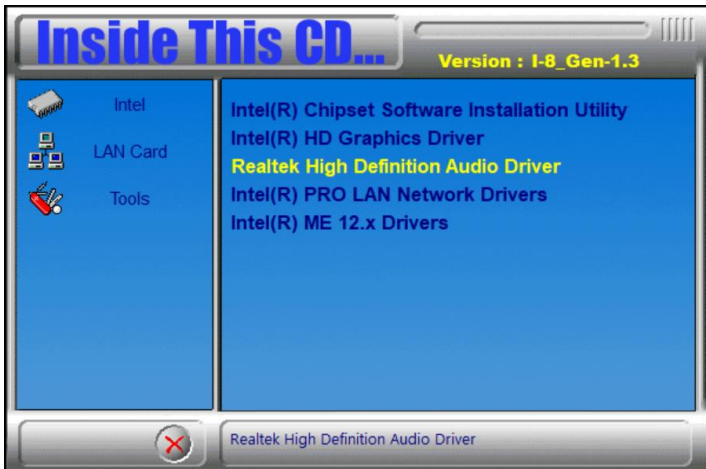 Inside This CD...
Version : I-8_Gen-1.3
Intel
LAN Card
Tools
Intel(R) Chipset Software Installation Utility
Intel(R) HD Graphics Driver
Realtek High Definition Audio Driver
Intel(R) PRO LAN Network Drivers
Intel(R) ME 12.x Drivers
Realtek High Definition Audio Driver